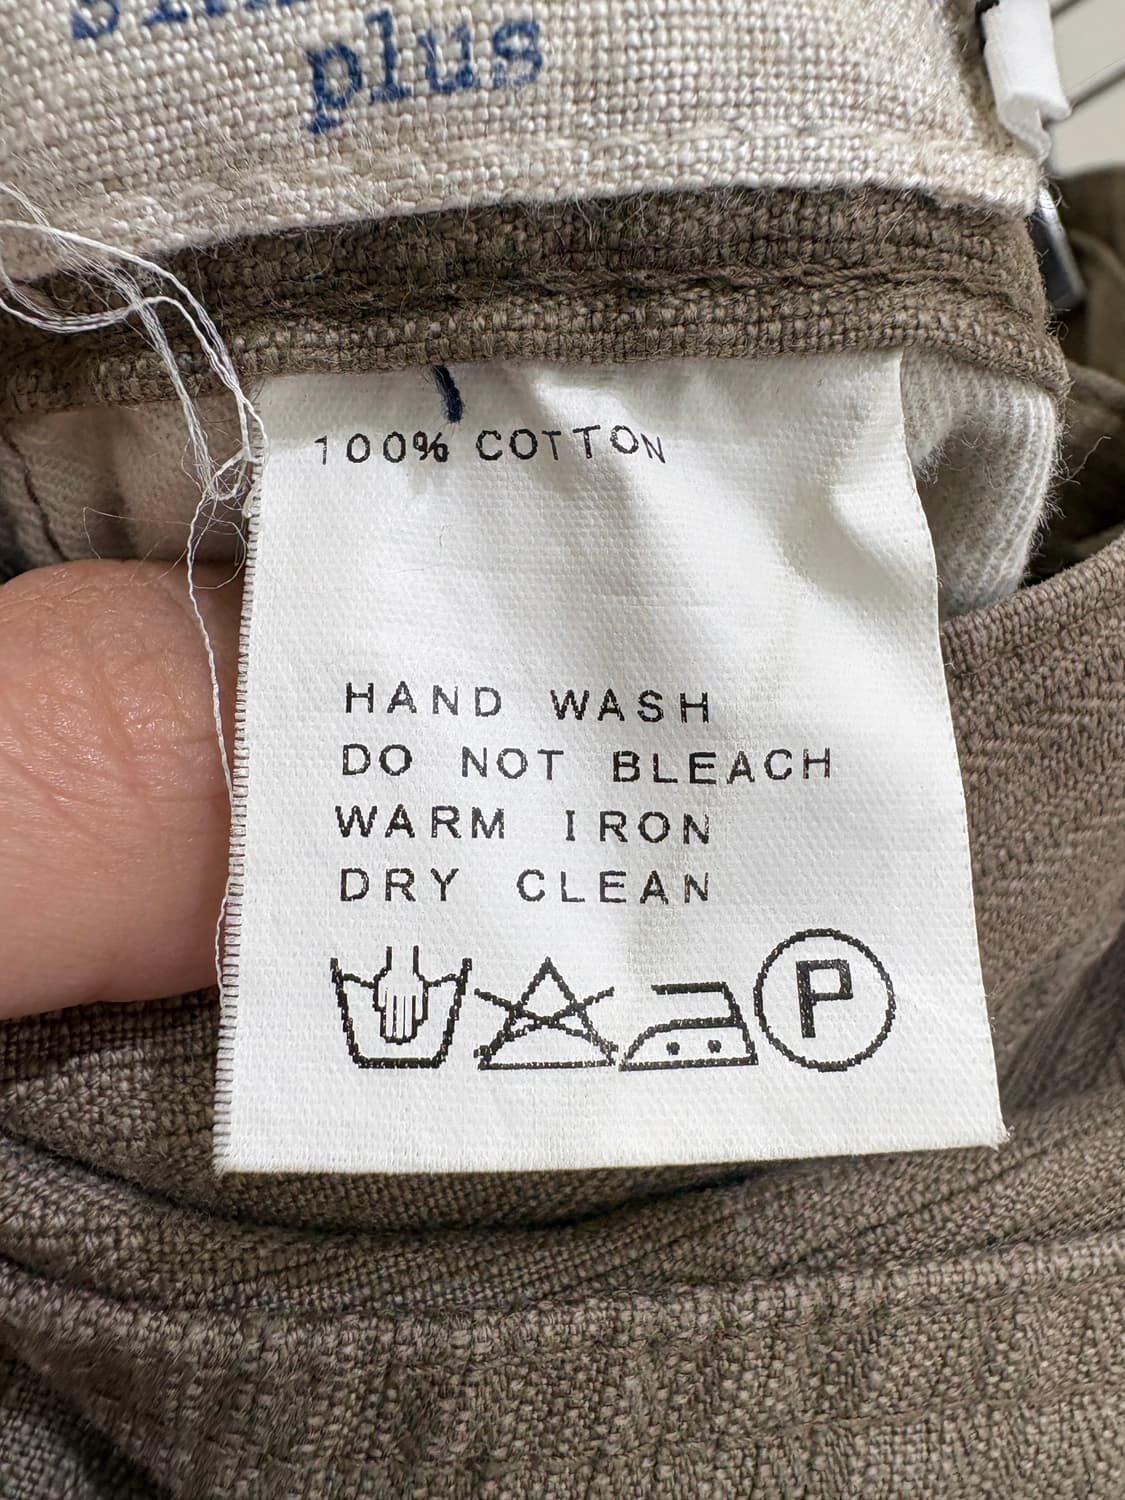 plus
100% COTTON
HAND WASH
DO NOT BLEACH
WARM IRON
DRY CLEAN
P